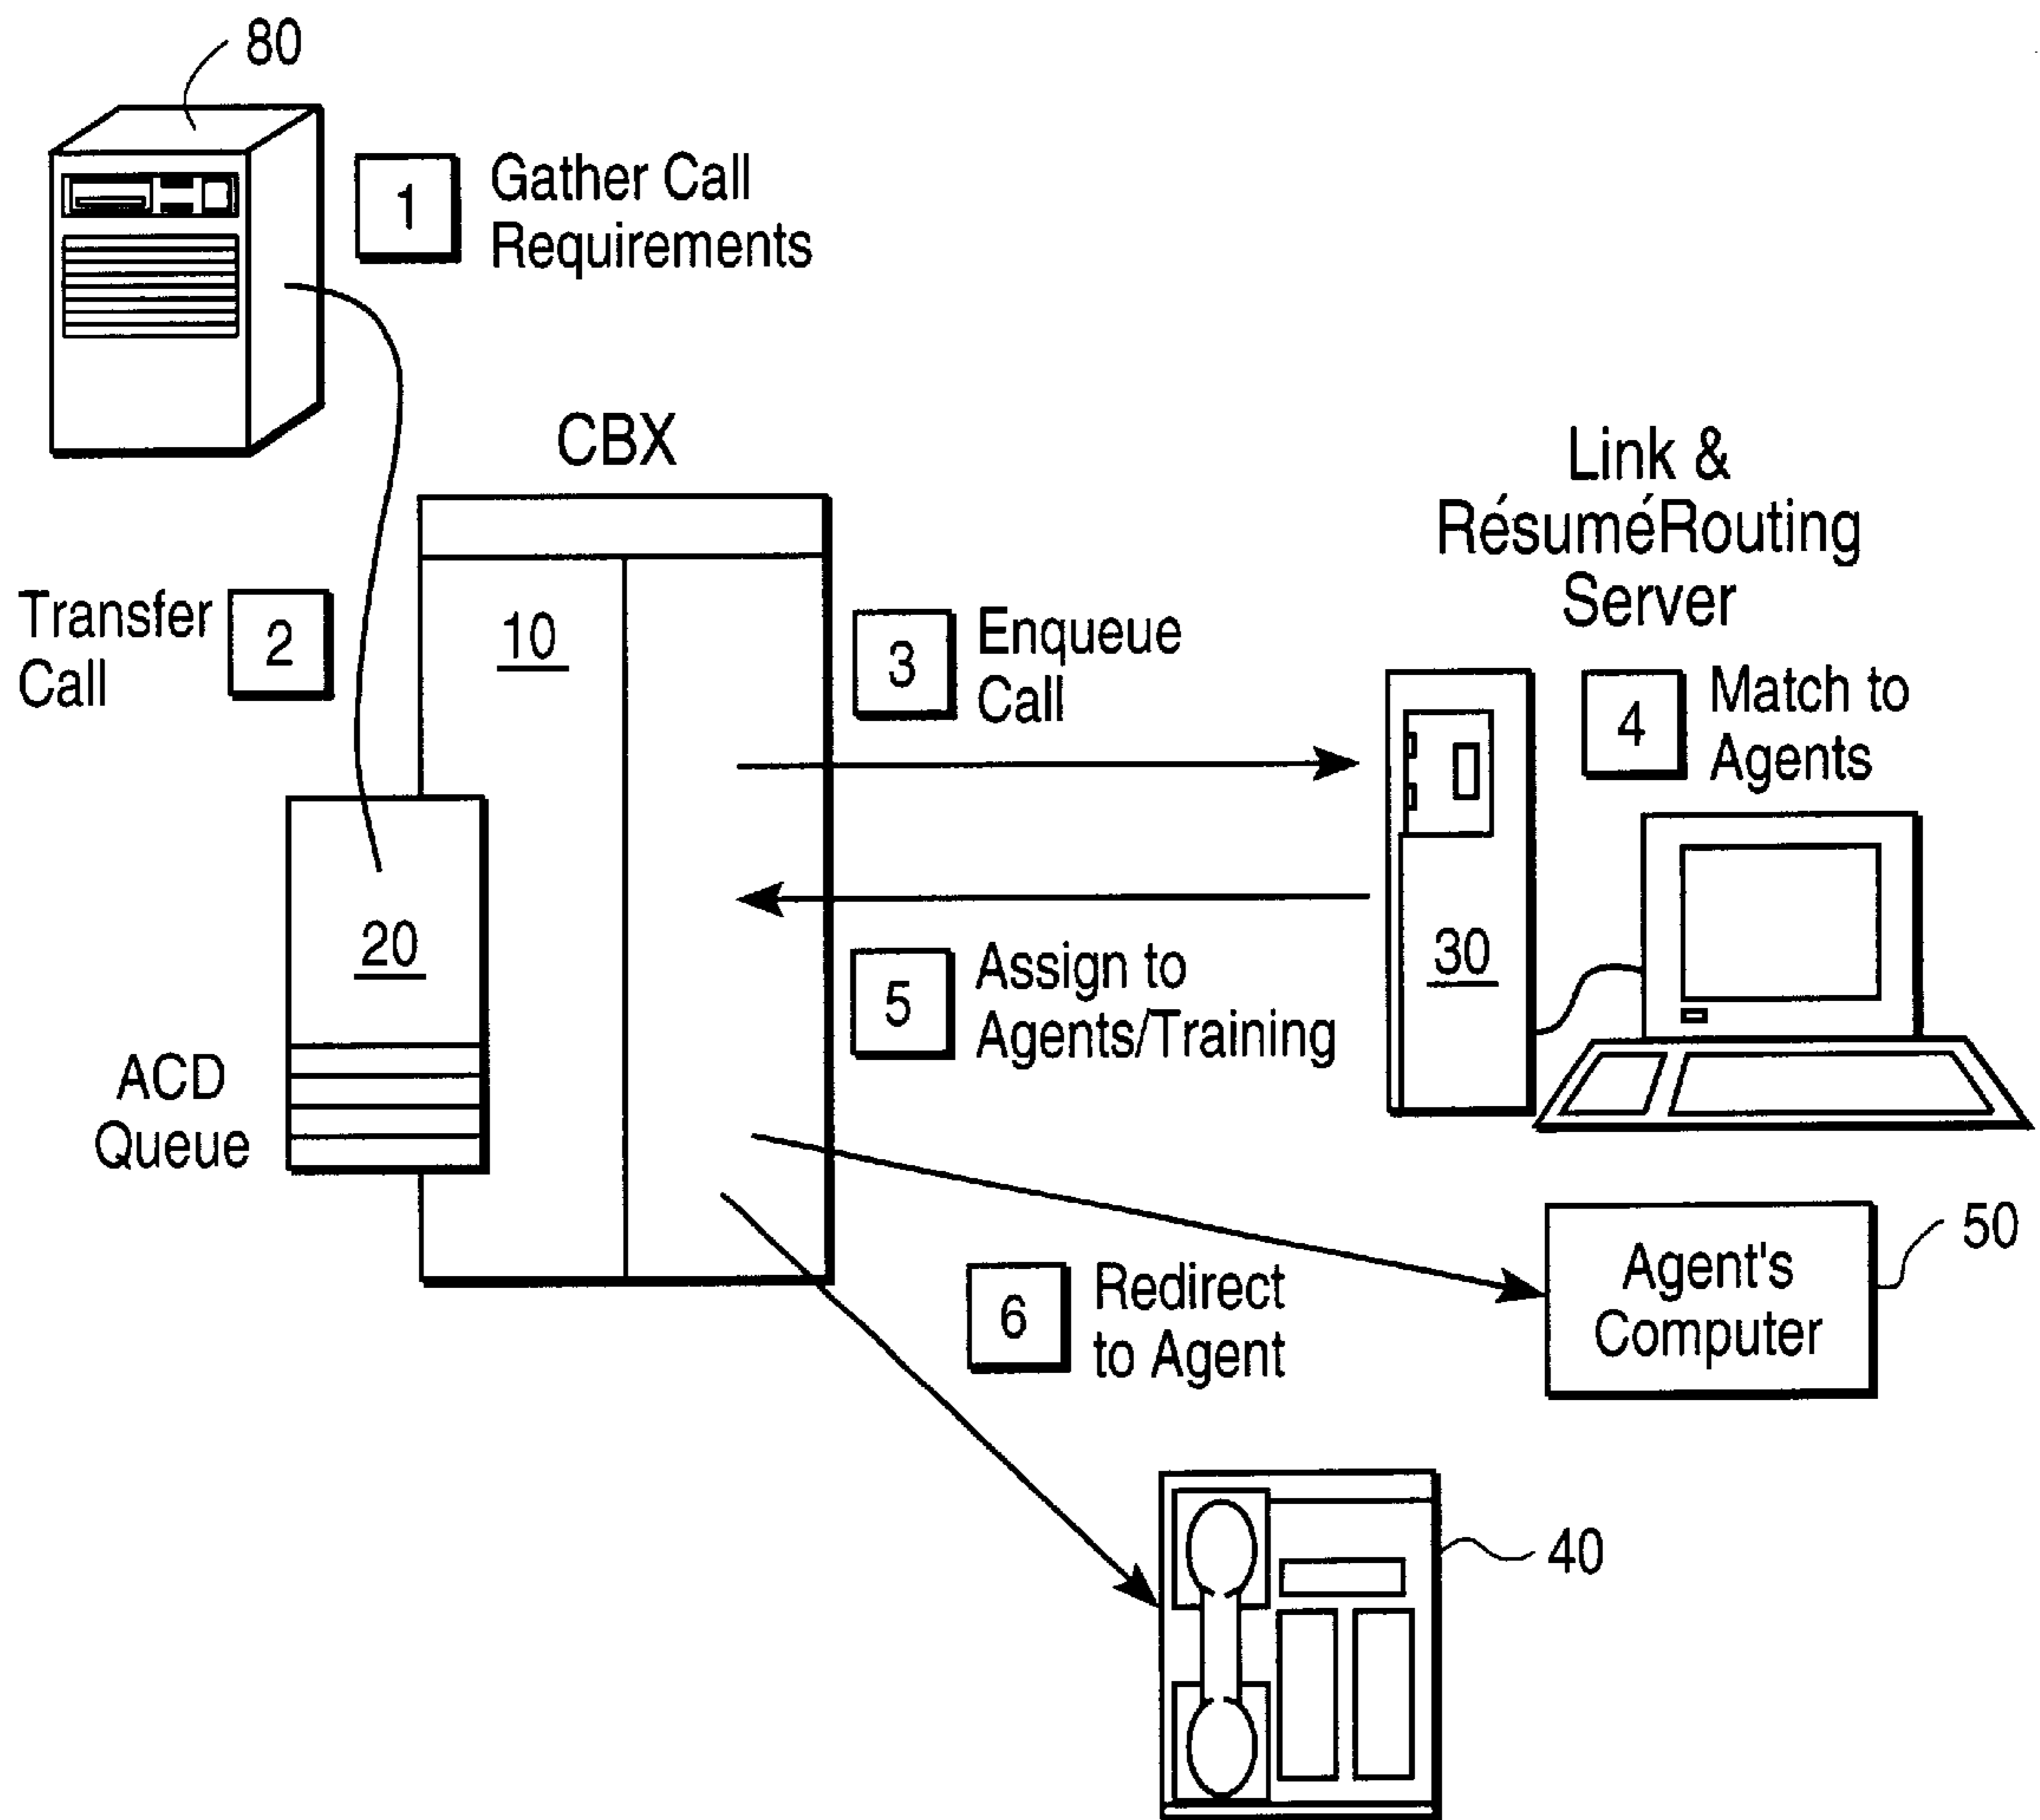 80
1
Gather Call
Requirements
CBX
Link &
RésuméRouting
Server
Transfer
Call
2
10
3
Enqueue
Call
4
Match to
Agents
20
30
5
Assign to
Agents/Training
ACD
Queue
50
Agent's
Computer
6
Redirect
to Agent
40